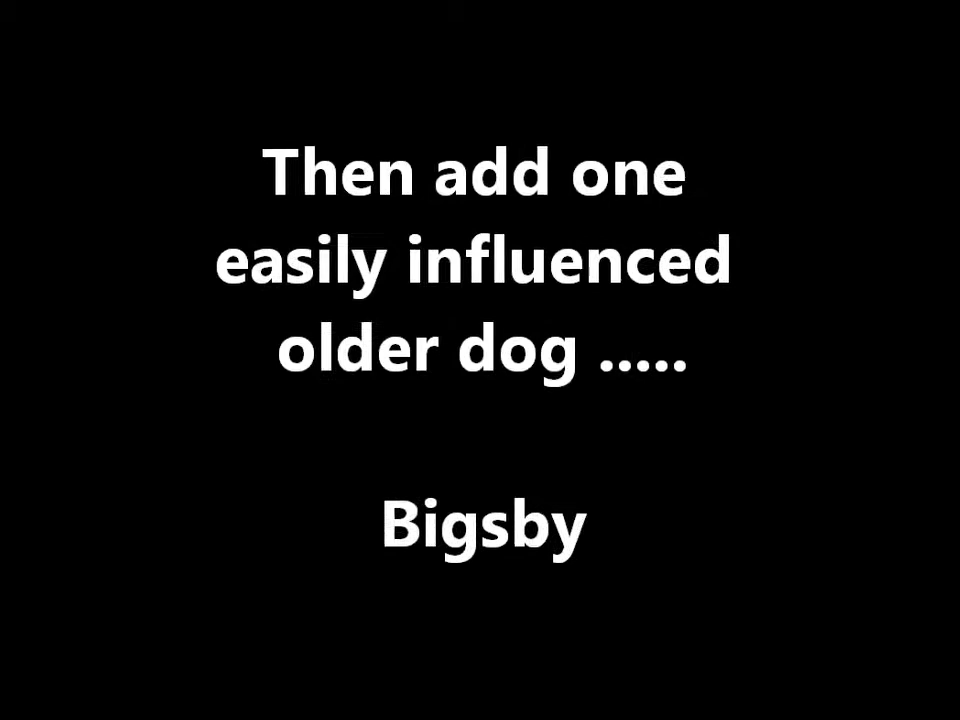 Then add one
easily influenced
older dog .....
Bigsby